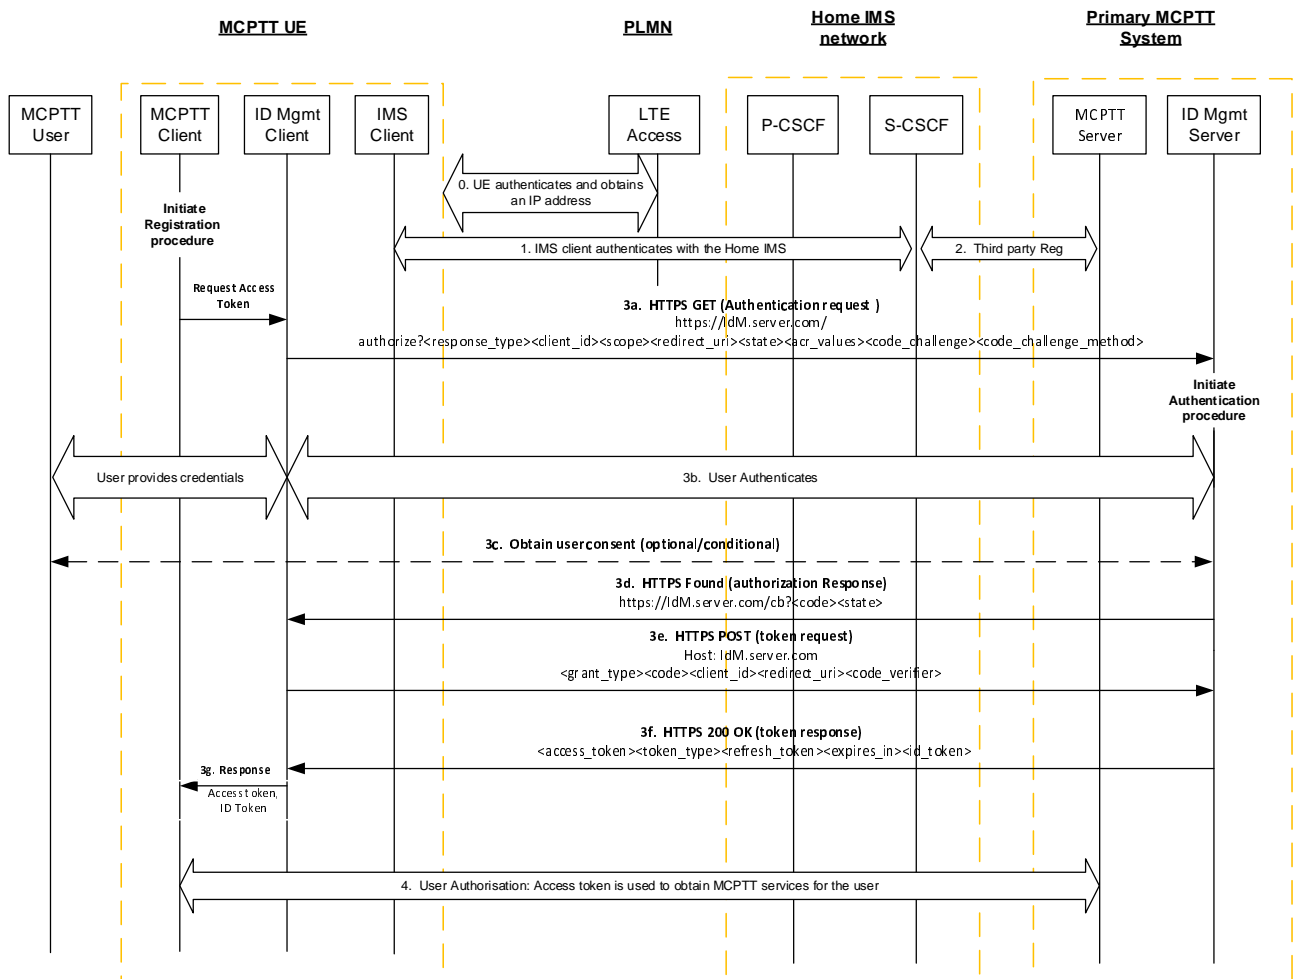 MCPTT UE
PLMN
Home IMS
network
Primary MCPTT
System
MCPTT
User
MCPTT
Client
ID Mgmt
Client
IMS
Client
LTE
Access
P-CSCF
S-CSCF
MCPTT
Server
ID Mgmt
Server
0. UE authenticates and obtains
an IP address
Initiate
Registration
procedure
1. IMS client authenticates with the Home IMS
2. Third party Reg
Request Access
Token
3a. HTTPS GET (Authentication request )
https://IdM.server.com/
authorize?<response_type><client_id><scope><redirect_uri><state><acr_values><code_challenge><code_challenge_method>
Initiate
Authentication
procedure
User provides credentials
3b. User Authenticates
3c. Obtain user consent (optional/conditional)
3d. HTTPS Found (authorization Response)
https://IdM.server.com/cb?<code><state>
3e. HTTPS POST (token request)
Host: IdM.server.com
<grant_type><code><client_id><redirect_uri><code_verifier>
3f. HTTPS 200 OK (token response)
<access_token><token_type><refresh_token><expires_in><id_token>
3g. Response
Access token,
ID Token
4. User Authorisation: Access token is used to obtain MCPTT services for the user